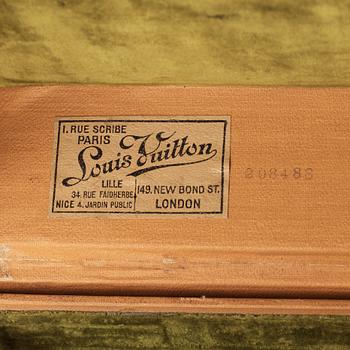 1. RUE SCRIBE
PARIS
Louis Vuitton
LILLE
34. RUE FAIDHERBE
NICE 4. JARDIN PUBLIC
149. NEW BOND ST.
LONDON
208486